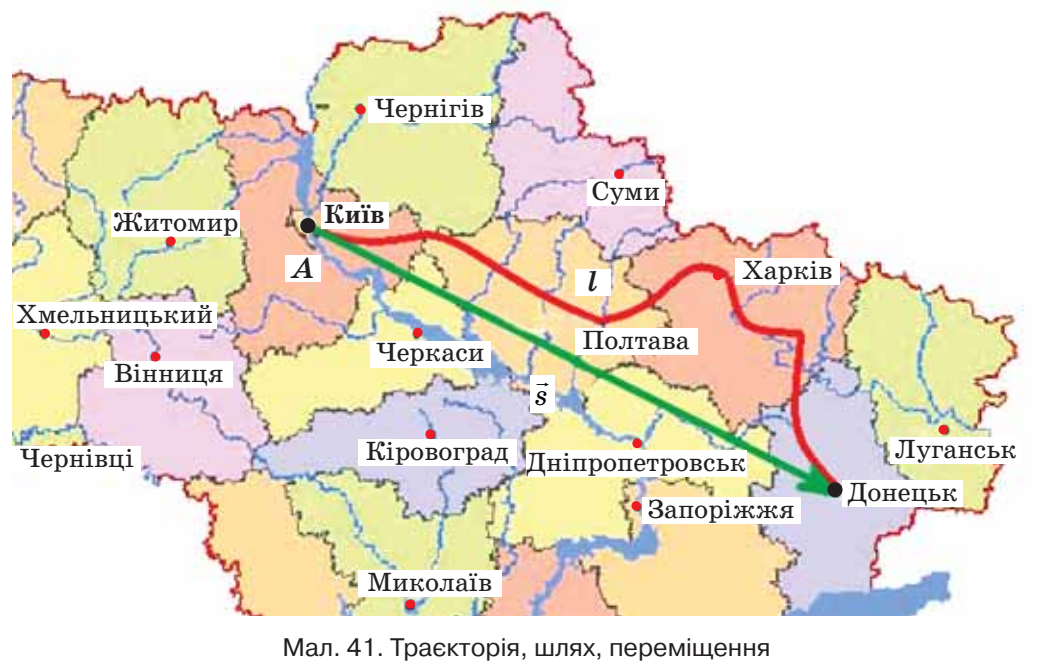 Чернігів
Суми
Київ
Житомир
A
l
Харків
Хмельницький
Полтава
Черкаси
Вінниця
s⃗
Кіровоград
Дніпропетровськ
Луганськ
Чернівці
Донецьк
Запоріжжя
Миколаїв
Мал. 41. Траєкторія, шлях, переміщення